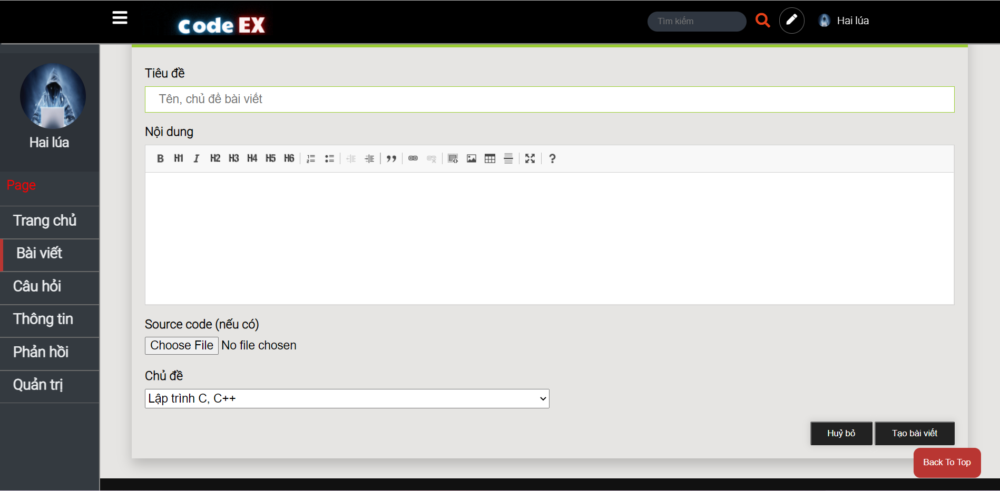 Code EX
Tìm kiếm
Hai lúa
Hai lúa
Page
Trang chủ
Bài viết
Câu hỏi
Thông tin
Phản hồi
Quản trị
Tiêu đề
Tên, chủ đề bài viết
Nội dung
B H1 I H2 H3 H4 H5 H6 ?
Source code (nếu có)
Choose File No file chosen
Chủ đề
Lập trình C, C++
Huỷ bỏ Tạo bài viết
Back To Top